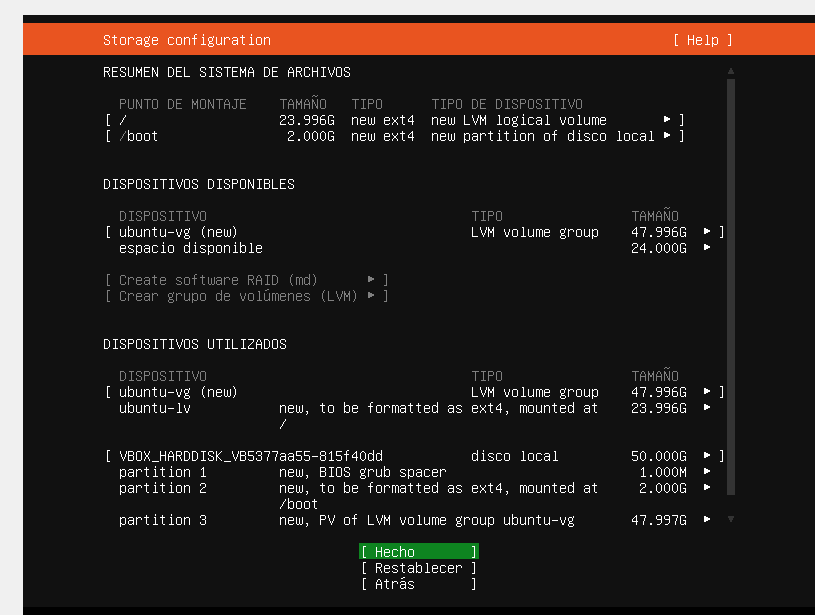 Storage configuration [ Help ]
RESUMEN DEL SISTEMA DE ARCHIVOS
PUNTO DE MONTAJE TAMAÑO TIPO TIPO DE DISPOSITIVO
[ / 23.996G new ext4 new LVM logical volume ▸ ]
[ /boot 2.000G new ext4 new partition of disco local ▸ ]
DISPOSITIVOS DISPONIBLES
DISPOSITIVO TIPO TAMAÑO
[ ubuntu-vg (new) LVM volume group 47.996G ▸ ]
espacio disponible 24.000G ▸
[ Create software RAID (md) ▸ ]
[ Crear grupo de volúmenes (LVM) ▸ ]
DISPOSITIVOS UTILIZADOS
DISPOSITIVO TIPO TAMAÑO
[ ubuntu-vg (new) LVM volume group 47.996G ▸ ]
ubuntu-lv new, to be formatted as ext4, mounted at 23.996G ▸
/
[ VBOX_HARDDISK_VB5377aa55-815f40dd disco local 50.000G ▸ ]
partition 1 new, BIOS grub spacer 1.000M ▸
partition 2 new, to be formatted as ext4, mounted at 2.000G ▸
/boot
partition 3 new, PV of LVM volume group ubuntu-vg 47.997G ▸
[ Hecho ]
[ Restablecer ]
[ Atrás ]